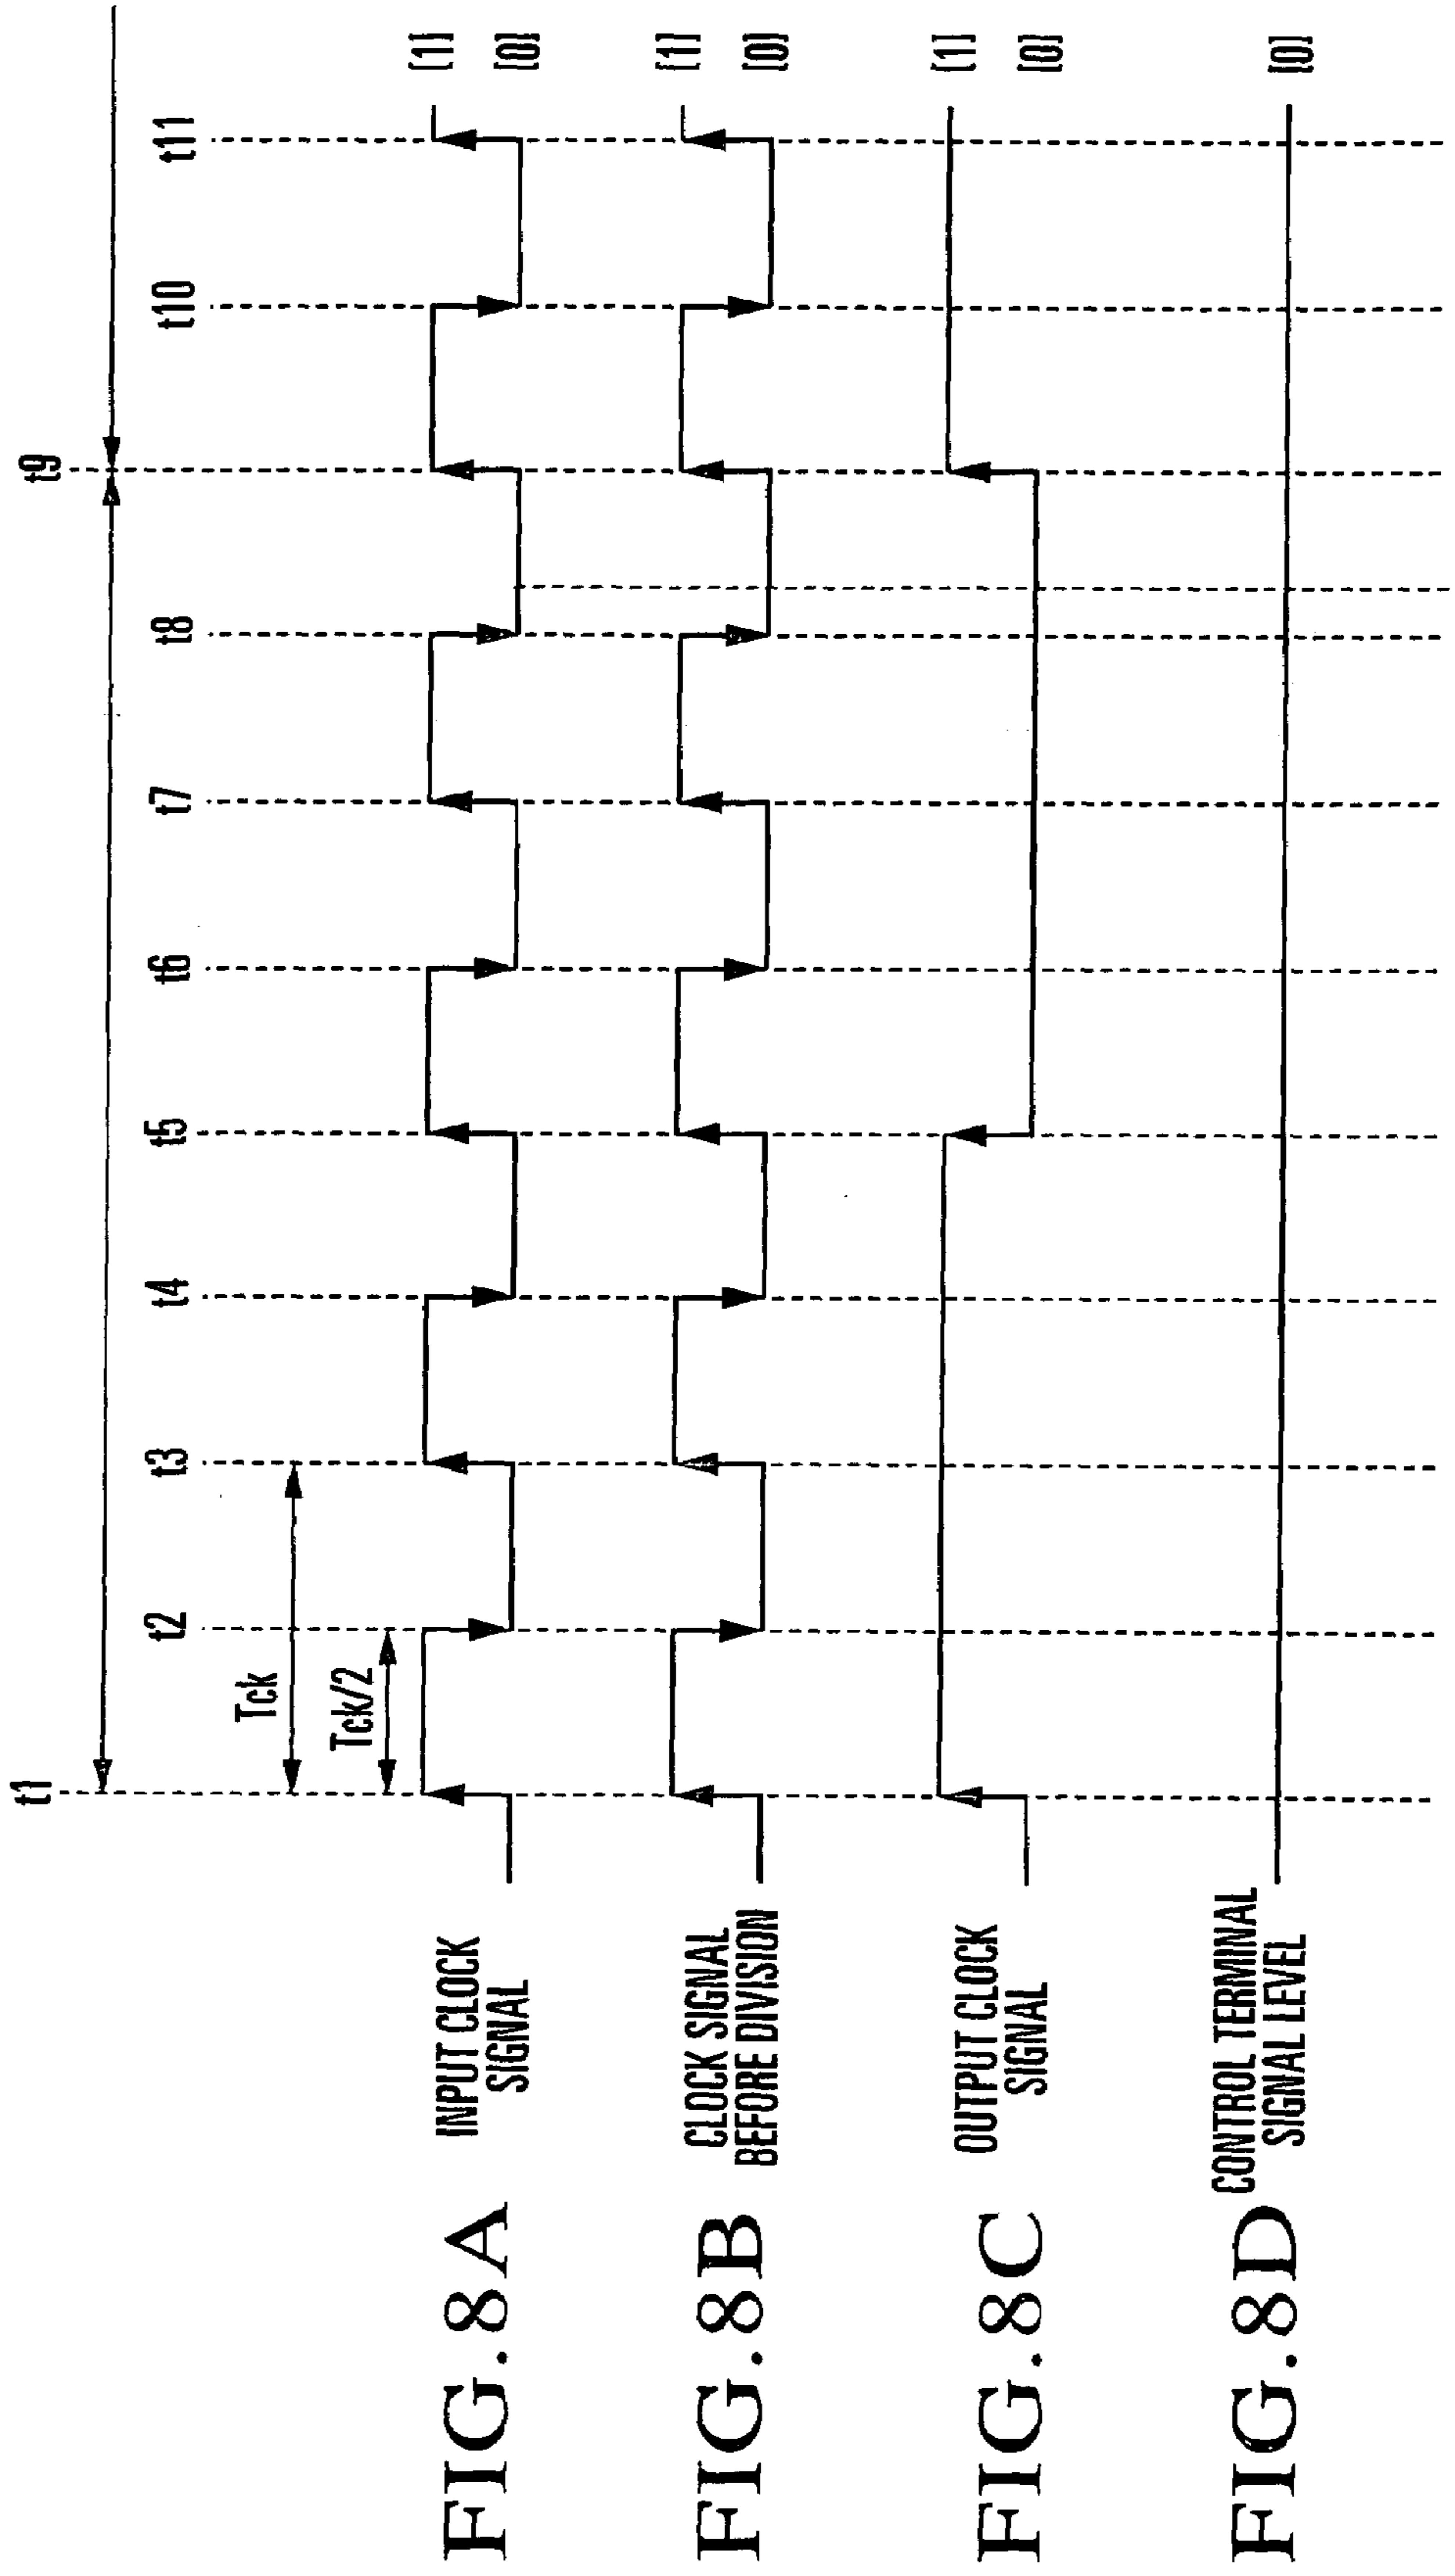 t1
t9
t2
t3
t4
t5
t6
t7
t8
t10
t11
Tck
Tck/2
FIG.8A
INPUT CLOCK
SIGNAL
[1]
[0]
FIG.8B
CLOCK SIGNAL
BEFORE DIVISION
[1]
[0]
FIG.8C
OUTPUT CLOCK
SIGNAL
[1]
[0]
FIG.8D
CONTROL TERMINAL
SIGNAL LEVEL
[0]